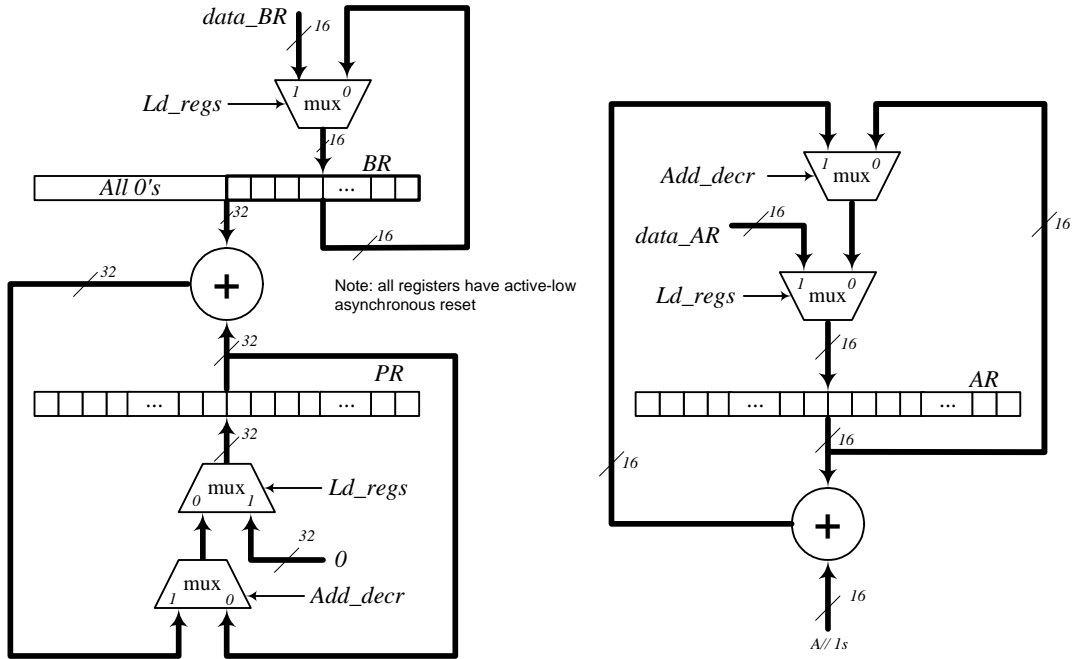 data_BR
16
1
0
mux
Ld_regs
16
BR
All 0's
...
32
16
+
32
Note: all registers have active-low
asynchronous reset
32
PR
...
...
32
mux
0
1
Ld_regs
32
0
mux
1
0
Add_decr
1
0
mux
Add_decr
16
data_AR
16
1
0
mux
Ld_regs
16
AR
...
...
16
16
+
16
A// 1s